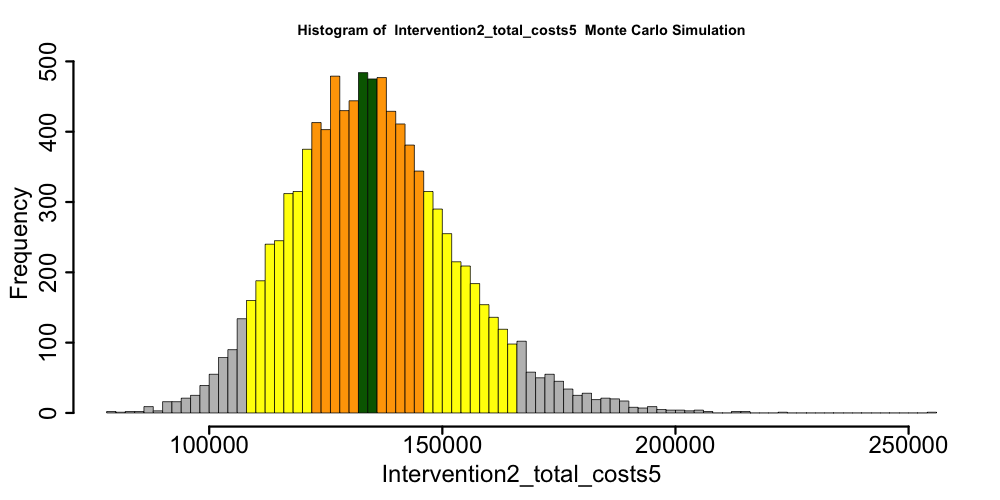 Histogram of  Intervention2_total_costs5  Monte Carlo Simulation
500
400
300
200
100
0
Frequency
100000 150000 200000 250000
Intervention2_total_costs5